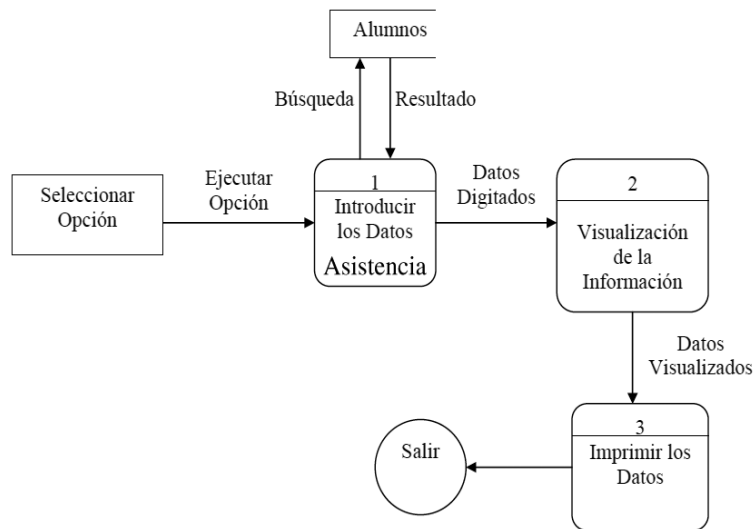 Alumnos
Búsqueda
Resultado
Seleccionar
Opción
Ejecutar
Opción
1
Introducir
los Datos
Asistencia
Datos
Digitados
2
Visualización
de la
Información
Datos
Visualizados
3
Imprimir los
Datos
Salir